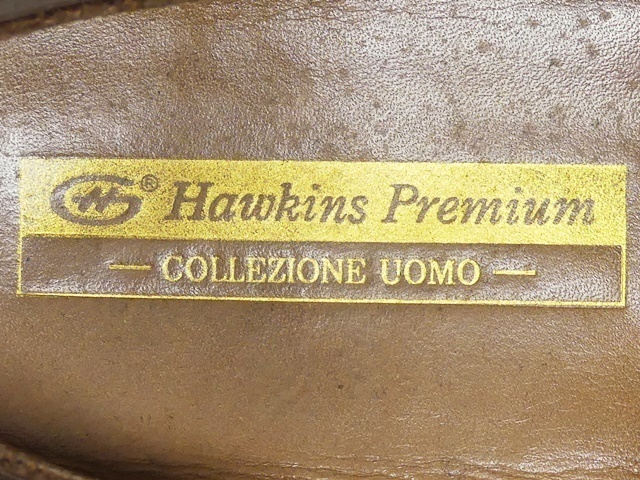 ® Hawkins Premium
— COLLEZIONE UOMO —